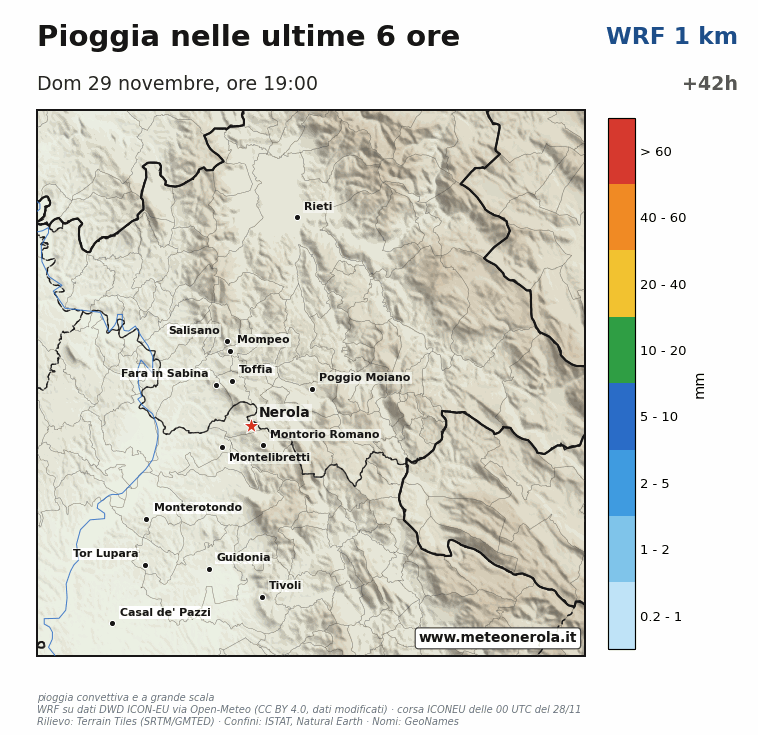 Pioggia nelle ultime 6 ore
WRF 1 km
Dom 29 novembre, ore 19:00
+42h
> 60
40 - 60
20 - 40
10 - 20
5 - 10
2 - 5
1 - 2
0.2 - 1
mm
Rieti
Salisano
Mompeo
Toffia
Fara in Sabina
Poggio Moiano
Nerola
Montorio Romano
Montelibretti
Monterotondo
Tor Lupara
Guidonia
Tivoli
Casal de' Pazzi
www.meteonerola.it
pioggia convettiva e a grande scala
WRF su dati DWD ICON-EU via Open-Meteo (CC BY 4.0, dati modificati) · corsa ICONEU delle 00 UTC del 28/11
Rilievo: Terrain Tiles (SRTM/GMTED) · Confini: ISTAT, Natural Earth · Nomi: GeoNames